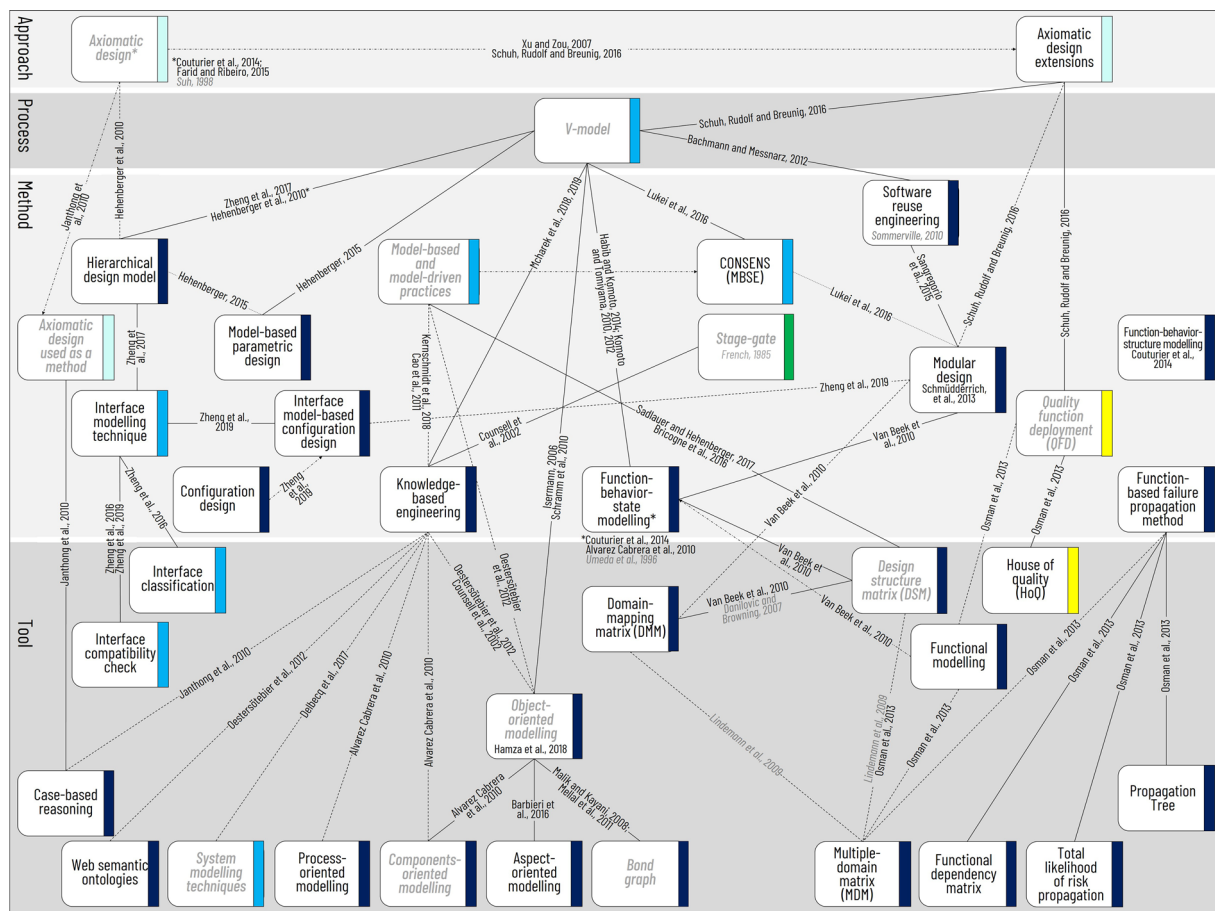 Approach
Axiomatic
design*
*Couturier et al., 2014;
Farid and Ribeiro, 2015
Suh, 1998
Xu and Zou, 2007
Schuh, Rudolf and Breunig, 2016
Axiomatic
design
extensions
Process
V-model
Schuh, Rudolf and Breunig, 2016
Bachmann and Messnarz, 2012
Method
Janthong et
al., 2010
Hehenberger et al., 2010
Zheng et al., 2017
Hehenberger et al., 2010*
Hehenberger, 2015
Mcharek et al., 2018, 2019
Habib and Komoto, 2014; Komoto
and Tomiyama, 2010, 2012
Lukei et al., 2016
Software
reuse
engineering
Sommerville, 2010
Sangregorio
et al., 2015
Schuh, Rudolf and Breunig, 2016
Schuh, Rudolf and Breunig, 2016
Hierarchical
design model
Hehenberger, 2015
Model-based
and
model-driven
practices
CONSENS
(MBSE)
Lukei et al., 2016
Axiomatic
design
used as a
method
Zheng et
al., 2017
Model-based
parametric
design
Kernschmidt et al., 2018
Cao et al., 2011
Stage-gate
French, 1985
Modular
design
Schmüdderrich,
et al., 2013
Function-behavior-
structure modelling
Couturier et al.,
2014
Interface
modelling
technique
Zheng et al.,
2019
Interface
model-based
configuration
design
Zheng et al., 2019
Counsell et
al., 2002
Sadlauer and Hehenberger, 2017
Bricogne et al., 2016
Van Beek et
al., 2010
Quality
function
deployment
(QFD)
Zheng et al., 2016
Configuration
design
Zheng
et al.,
2019
Knowledge-
based
engineering
Isermann, 2006
Schramm et al., 2010
Function-
behavior-
state
modelling*
*Couturier et al., 2014
Alvarez Cabrera et al., 2010
Umeda et al., 1996
Van Beek et al., 2010
Osman et al., 2013
Osman et al., 2013
Function-
based failure
propagation
method
Tool
Janthong et al., 2010
Zheng et al., 2016
Zheng et al., 2019
Interface
classification
Oestersötebier et al., 2012
Counsell et al., 2002
Oestersötebier
et al., 2012
Van Beek et
al., 2010
Design
structure
matrix (DSM)
House of
quality
(HoQ)
Domain-
mapping
matrix (DMM)
Van Beek et al., 2010
Danilovic and
Browning, 2007
Van Beek et al., 2010
Functional
modelling
Interface
compatibility
check
Janthong et al., 2010
Oestersötebier et al., 2012
Delbecq et al., 2017
Alvarez Cabrera et al., 2010
Alvarez Cabrera et al., 2010
Object-
oriented
modelling
Hamza et al., 2018
Lindemann et al., 2009
Lindemann et al., 2009
Osman et al., 2013
Osman et al., 2013
Osman et al., 2013
Osman et al., 2013
Osman et al., 2013
Osman et al., 2013
Case-based
reasoning
Alvarez Cabrera
et al., 2010
Barbieri et
al., 2016
Malik and Kayani, 2008;
Mellal et al., 2011
Propagation
Tree
Web semantic
ontologies
System
modelling
techniques
Process-
oriented
modelling
Components-
oriented
modelling
Aspect-
oriented
modelling
Bond
graph
Multiple-
domain
matrix
(MDM)
Functional
dependency
matrix
Total
likelihood
of risk
propagation